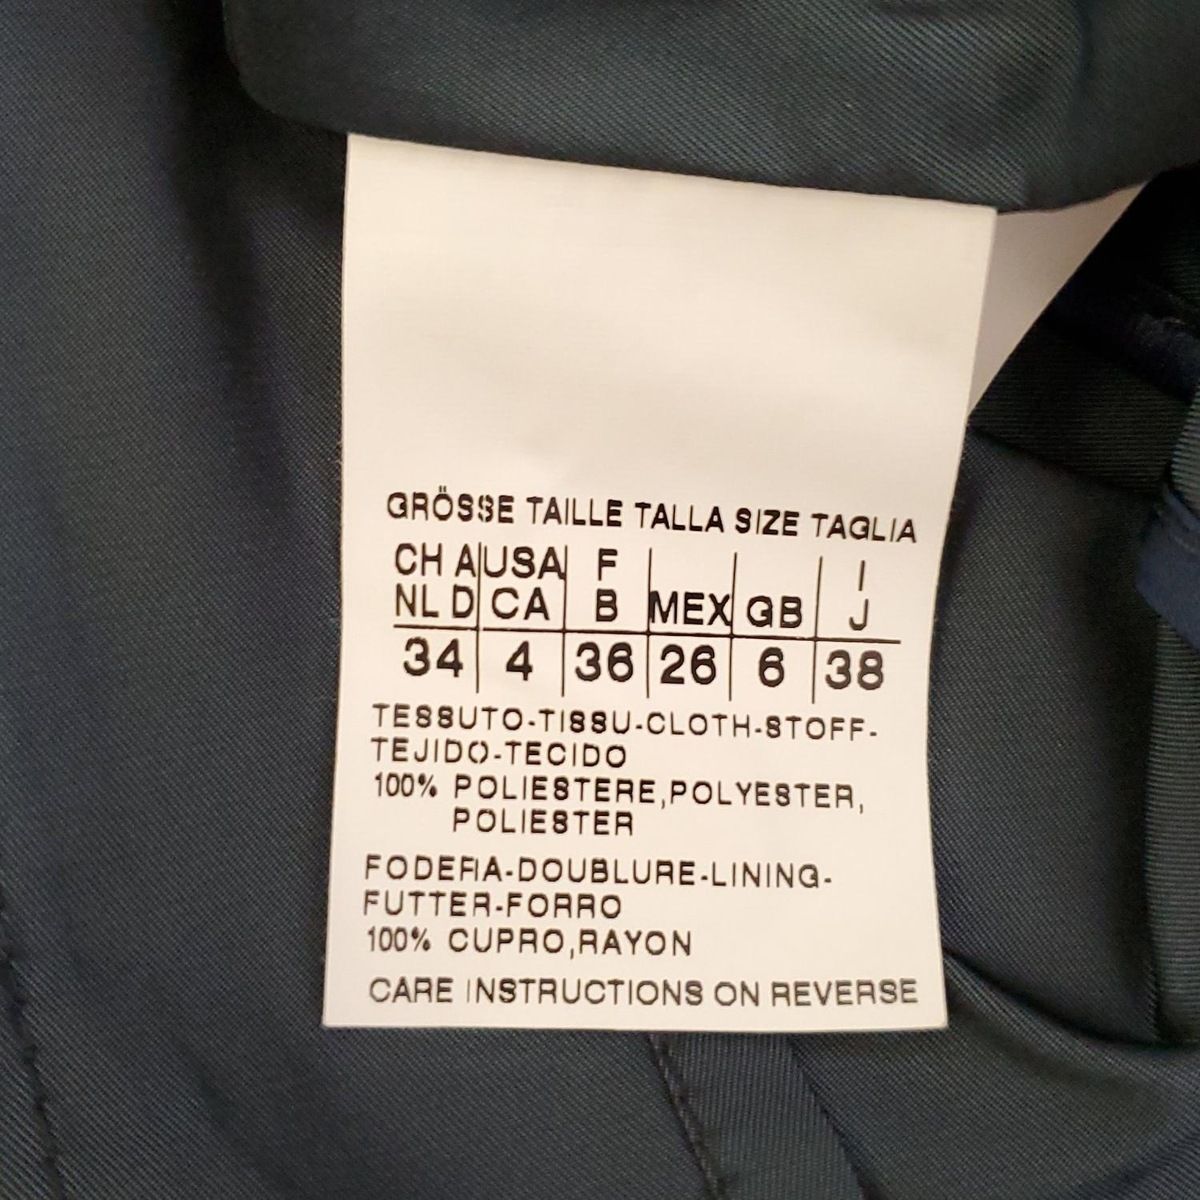 GRÖSSE TAILLE TALLA SIZE TAGLIA
CH A USA F I
NL D CA B MEX GB J
34 4 36 26 6 38
TESSUTO-TISSU-CLOTH-STOFF-
TEJIDO-TECIDO
100% POLIESTERE,POLYESTER,
POLIESTER
FODERA-DOUBLURE-LINING-
FUTTER-FORRO
100% CUPRO,RAYON
CARE INSTRUCTIONS ON REVERSE